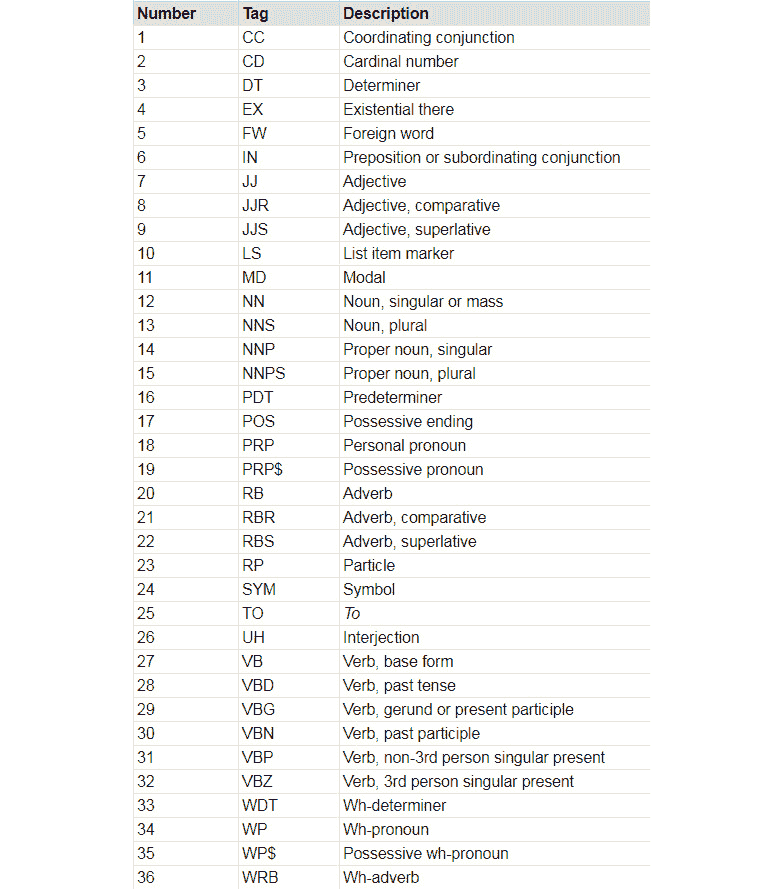 Number Tag Description
1 CC Coordinating conjunction
2 CD Cardinal number
3 DT Determiner
4 EX Existential there
5 FW Foreign word
6 IN Preposition or subordinating conjunction
7 JJ Adjective
8 JJR Adjective, comparative
9 JJS Adjective, superlative
10 LS List item marker
11 MD Modal
12 NN Noun, singular or mass
13 NNS Noun, plural
14 NNP Proper noun, singular
15 NNPS Proper noun, plural
16 PDT Predeterminer
17 POS Possessive ending
18 PRP Personal pronoun
19 PRP$ Possessive pronoun
20 RB Adverb
21 RBR Adverb, comparative
22 RBS Adverb, superlative
23 RP Particle
24 SYM Symbol
25 TO To
26 UH Interjection
27 VB Verb, base form
28 VBD Verb, past tense
29 VBG Verb, gerund or present participle
30 VBN Verb, past participle
31 VBP Verb, non-3rd person singular present
32 VBZ Verb, 3rd person singular present
33 WDT Wh-determiner
34 WP Wh-pronoun
35 WP$ Possessive wh-pronoun
36 WRB Wh-adverb